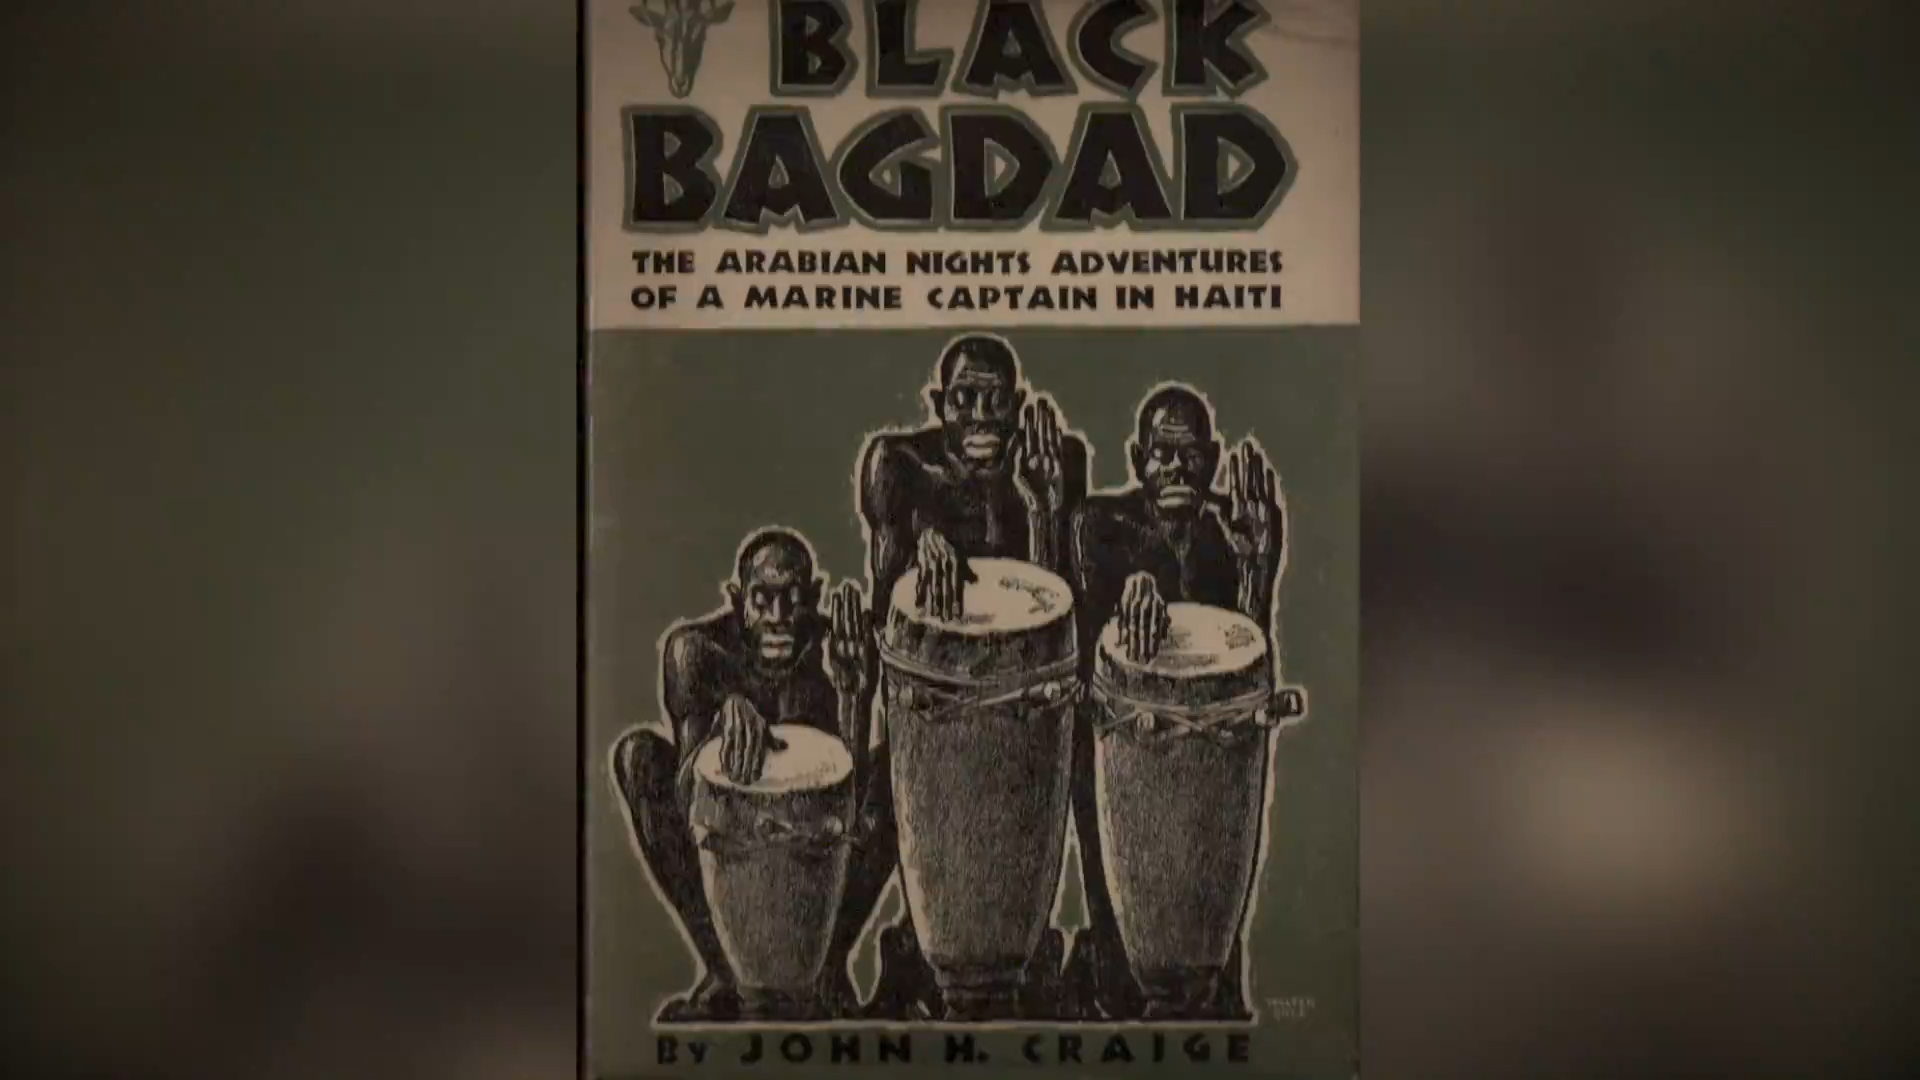 BLACK
BAGDAD
THE ARABIAN NIGHTS ADVENTURES
OF A MARINE CAPTAIN IN HAITI
BY JOHN H. CRAIGE